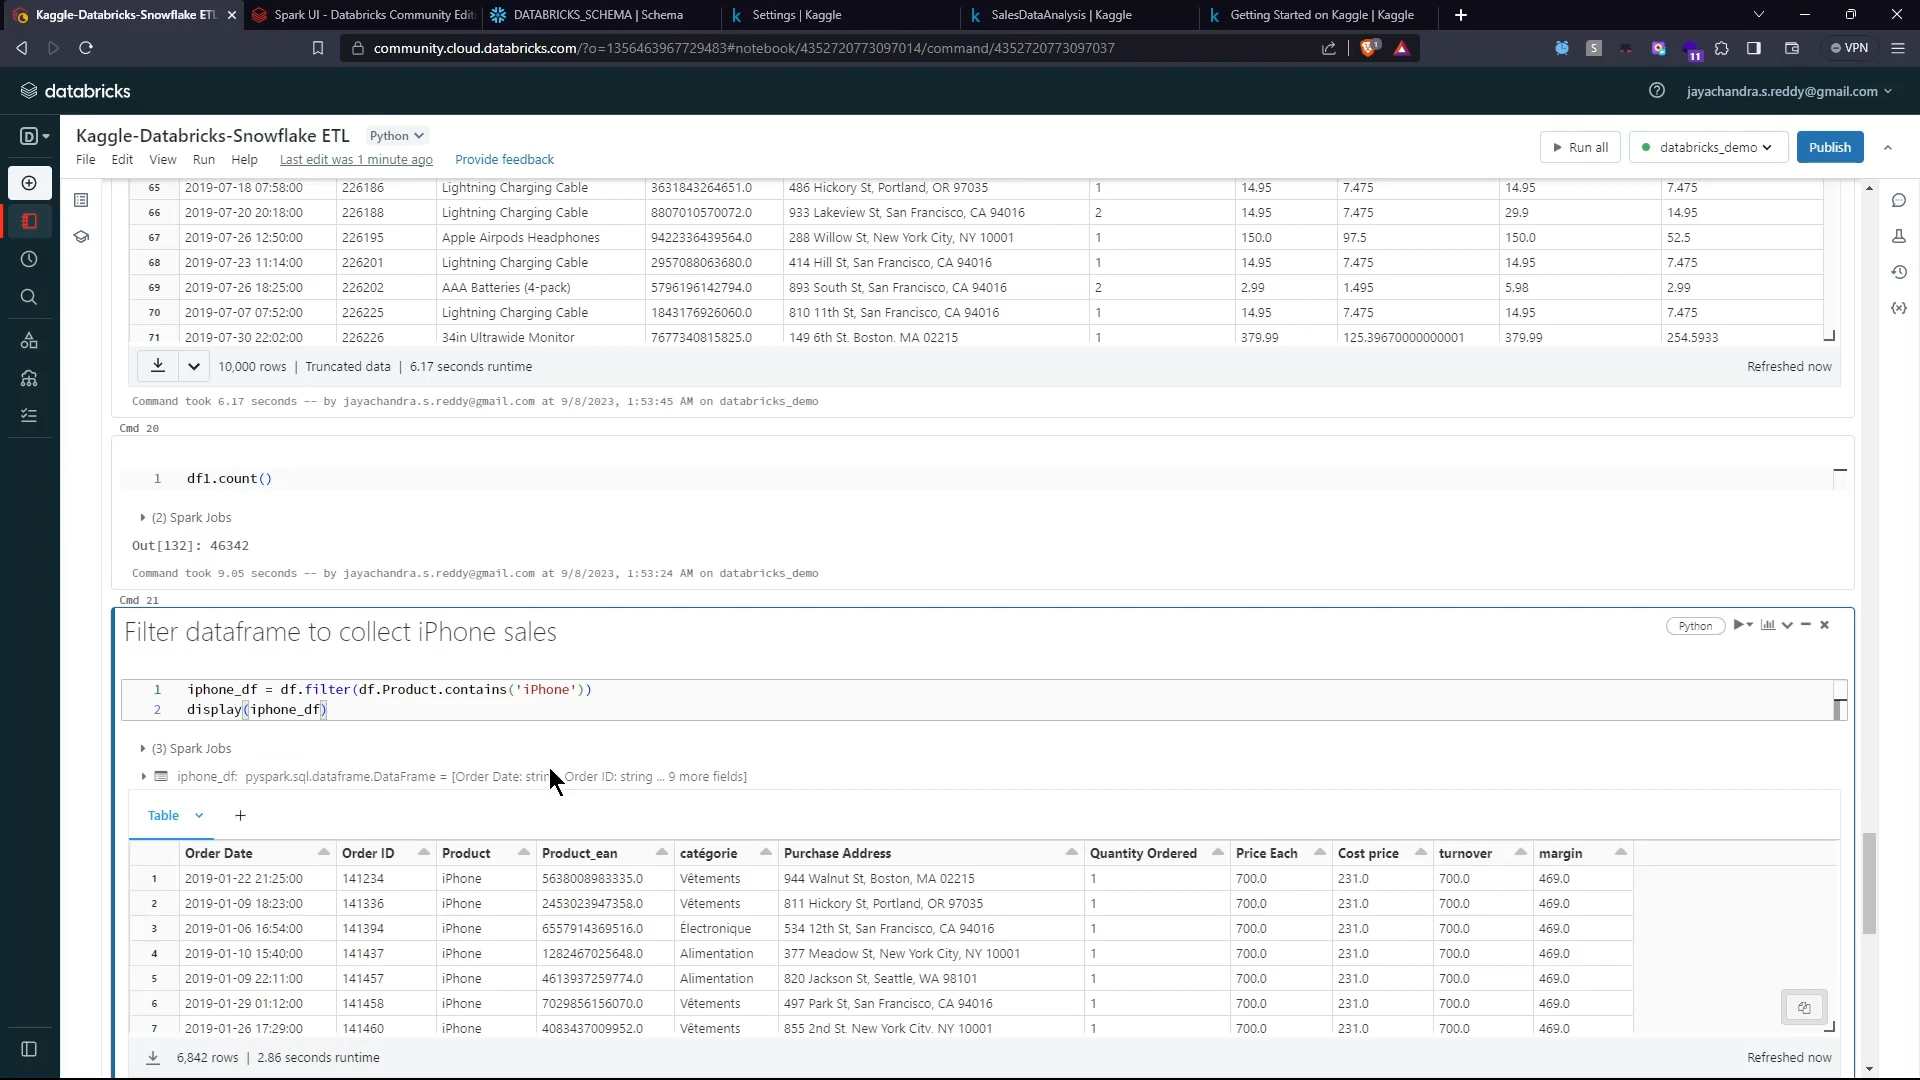 Kaggle-Databricks-Snowflake ETL
Spark UI - Databricks Community Edit
DATABRICKS_SCHEMA | Schema
Settings | Kaggle
SalesDataAnalysis | Kaggle
Getting Started on Kaggle | Kaggle
community.cloud.databricks.com/?o=1356463967729483#notebook/4352720773097014/command/4352720773097037
1
S
11
VPN
databricks
jayachandra.s.reddy@gmail.com
D
Kaggle-Databricks-Snowflake ETL Python
File Edit View Run Help Last edit was 1 minute ago Provide feedback
Run all databricks_demo Publish
65 2019-07-18 07:58:00 226186 Lightning Charging Cable 3631843264651.0 486 Hickory St, Portland, OR 97035 1 14.95 7.475 14.95 7.475
66 2019-07-20 20:18:00 226188 Lightning Charging Cable 8807010570072.0 933 Lakeview St, San Francisco, CA 94016 2 14.95 7.475 29.9 14.95
67 2019-07-26 12:50:00 226195 Apple Airpods Headphones 9422336439564.0 288 Willow St, New York City, NY 10001 1 150.0 97.5 150.0 52.5
68 2019-07-23 11:14:00 226201 Lightning Charging Cable 2957088063680.0 414 Hill St, San Francisco, CA 94016 1 14.95 7.475 14.95 7.475
69 2019-07-26 18:25:00 226202 AAA Batteries (4-pack) 5796196142794.0 893 South St, San Francisco, CA 94016 2 2.99 1.495 5.98 2.99
70 2019-07-07 07:52:00 226225 Lightning Charging Cable 1843176926060.0 810 11th St, San Francisco, CA 94016 1 14.95 7.475 14.95 7.475
71 2019-07-30 22:02:00 226226 34in Ultrawide Monitor 7677340815825.0 149 6th St, Boston, MA 02215 1 379.99 125.39670000000001 379.99 254.5933
10,000 rows | Truncated data | 6.17 seconds runtime
Refreshed now
Command took 6.17 seconds -- by jayachandra.s.reddy@gmail.com at 9/8/2023, 1:53:45 AM on databricks_demo
Cmd 20
1 df1.count()
(2) Spark Jobs
Out[132]: 46342
Command took 9.05 seconds -- by jayachandra.s.reddy@gmail.com at 9/8/2023, 1:53:24 AM on databricks_demo
Cmd 21
Filter dataframe to collect iPhone sales
Python
1 iphone_df = df.filter(df.Product.contains('iPhone'))
2 display(iphone_df)
(3) Spark Jobs
iphone_df: pyspark.sql.dataframe.DataFrame = [Order Date: strin Order ID: string ... 9 more fields]
Table +
Order Date Order ID Product Product_ean catégorie Purchase Address Quantity Ordered Price Each Cost price turnover margin
1 2019-01-22 21:25:00 141234 iPhone 5638008983335.0 Vêtements 944 Walnut St, Boston, MA 02215 1 700.0 231.0 700.0 469.0
2 2019-01-09 18:23:00 141336 iPhone 2453023947358.0 Vêtements 811 Hickory St, Portland, OR 97035 1 700.0 231.0 700.0 469.0
3 2019-01-06 16:54:00 141394 iPhone 6557914369516.0 Électronique 534 12th St, San Francisco, CA 94016 1 700.0 231.0 700.0 469.0
4 2019-01-10 15:40:00 141437 iPhone 1282467025648.0 Alimentation 377 Meadow St, New York City, NY 10001 1 700.0 231.0 700.0 469.0
5 2019-01-09 22:11:00 141457 iPhone 4613937259774.0 Alimentation 820 Jackson St, Seattle, WA 98101 1 700.0 231.0 700.0 469.0
6 2019-01-29 01:12:00 141458 iPhone 7029856156070.0 Vêtements 497 Park St, San Francisco, CA 94016 1 700.0 231.0 700.0 469.0
7 2019-01-26 17:29:00 141460 iPhone 4083437009952.0 Vêtements 855 2nd St, New York City, NY 10001 1 700.0 231.0 700.0 469.0
6,842 rows | 2.86 seconds runtime
Refreshed now